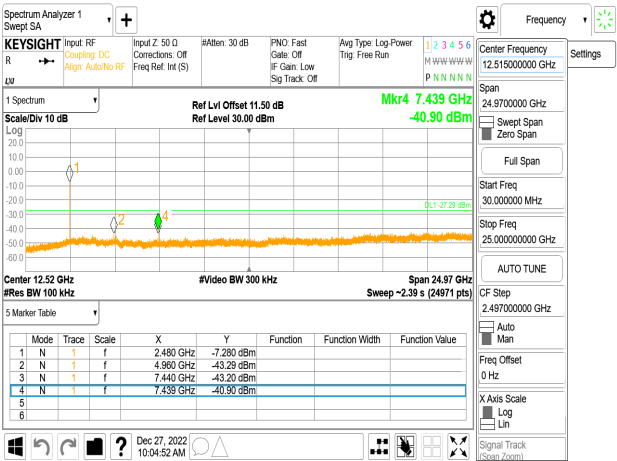 Spectrum Analyzer 1
Swept SA
Frequency
KEYSIGHT
R
LXI
Input: RF
Coupling: DC
Align: Auto/No RF
Input Z: 50 Ω
Corrections: Off
Freq Ref: Int (S)
#Atten: 30 dB
PNO: Fast
Gate: Off
IF Gain: Low
Sig Track: Off
Avg Type: Log-Power
Trig: Free Run
1 2 3 4 5 6
M W W W W W
P N N N N N
1 Spectrum
Scale/Div 10 dB
Ref Lvl Offset 11.50 dB
Ref Level 30.00 dBm
Mkr4 7.439 GHz
-40.90 dBm
Log
20.0
10.0
0.00
-10.0
-20.0
-30.0
-40.0
-50.0
-60.0
1
2
4
DL1 -27.29 dBm
Center 12.52 GHz
#Res BW 100 kHz
#Video BW 300 kHz
Span 24.97 GHz
Sweep ~2.39 s (24971 pts)
5 Marker Table
Mode Trace Scale X Y Function Function Width Function Value
1 N 1 f 2.480 GHz -7.280 dBm
2 N 1 f 4.960 GHz -43.29 dBm
3 N 1 f 7.440 GHz -43.20 dBm
4 N 1 f 7.439 GHz -40.90 dBm
5
6
?
Dec 27, 2022
10:04:52 AM
Center Frequency
12.515000000 GHz
Settings
Span
24.9700000 GHz
Swept Span
Zero Span
Full Span
Start Freq
30.000000 MHz
Stop Freq
25.000000000 GHz
AUTO TUNE
CF Step
2.497000000 GHz
Auto
Man
Freq Offset
0 Hz
X Axis Scale
Log
Lin
Signal Track
(Span Zoom)